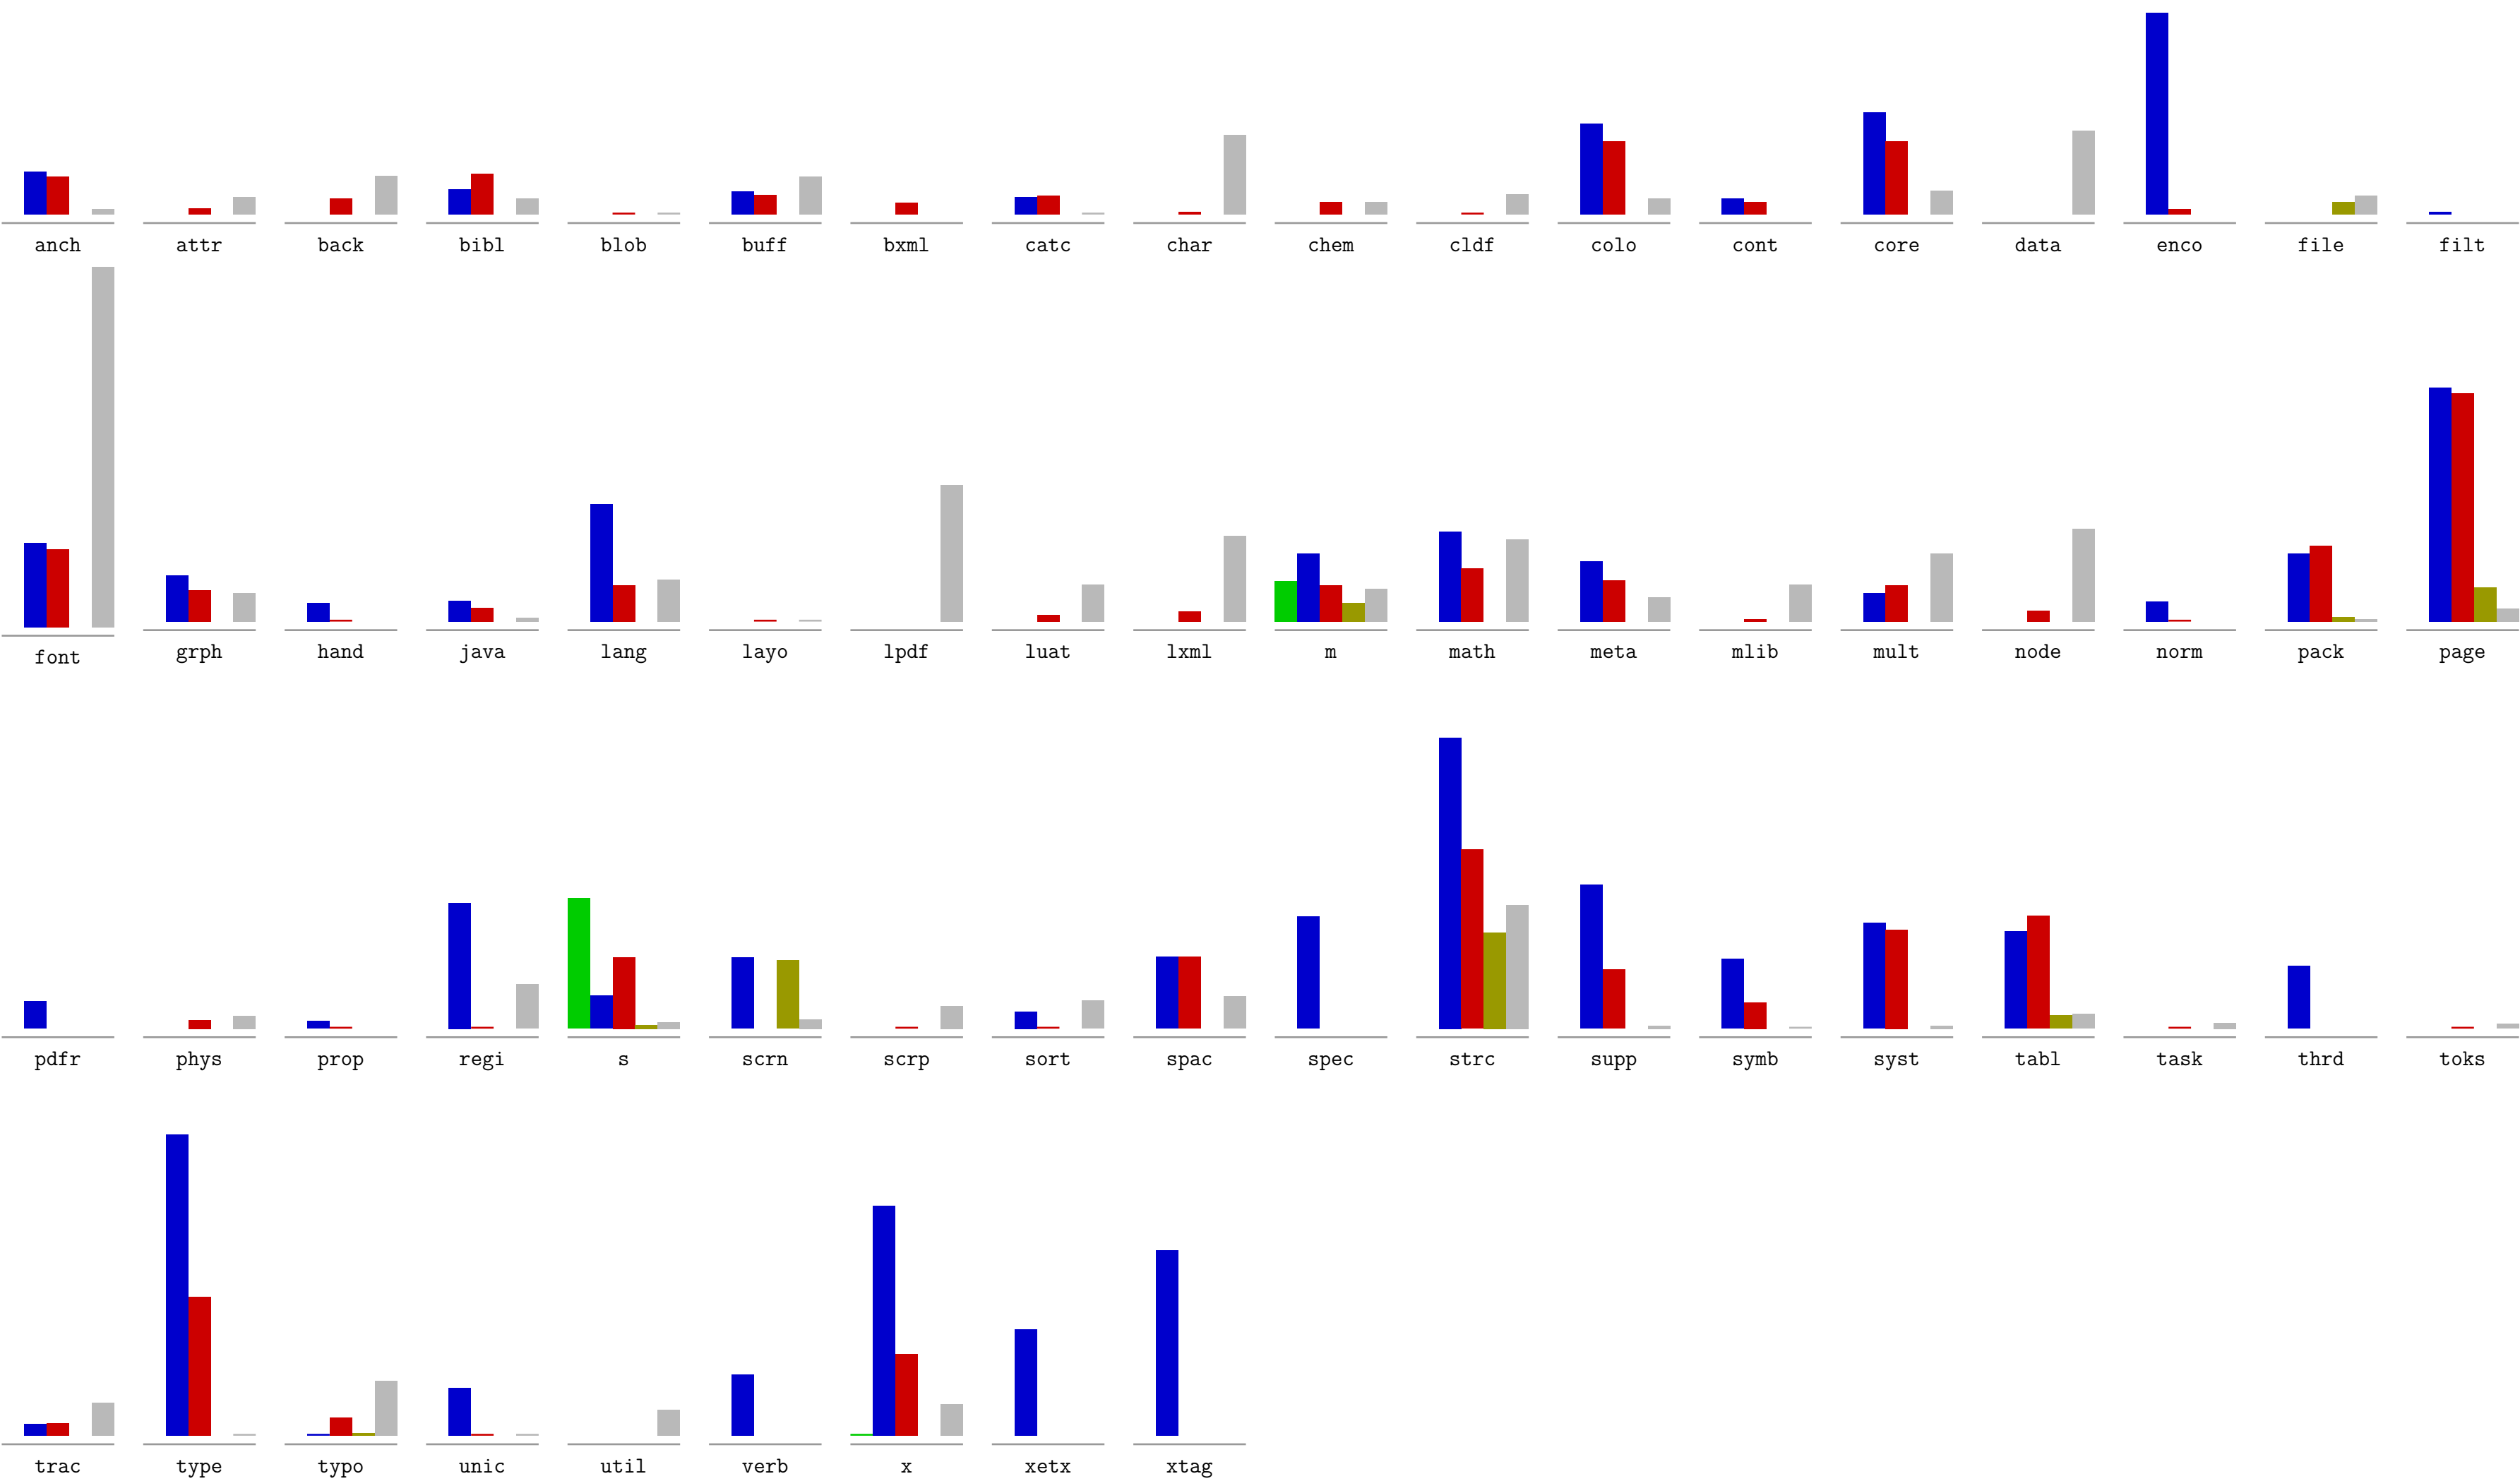 anch attr back bibl blob buff bxml catc char chem cldf colo cont core data enco file filt
font grph hand java lang layo lpdf luat lxml m math meta mlib mult node norm pack page
pdfr phys prop regi s scrn scrp sort spac spec strc supp symb syst tabl task thrd toks
trac type typo unic util verb x xetx xtag